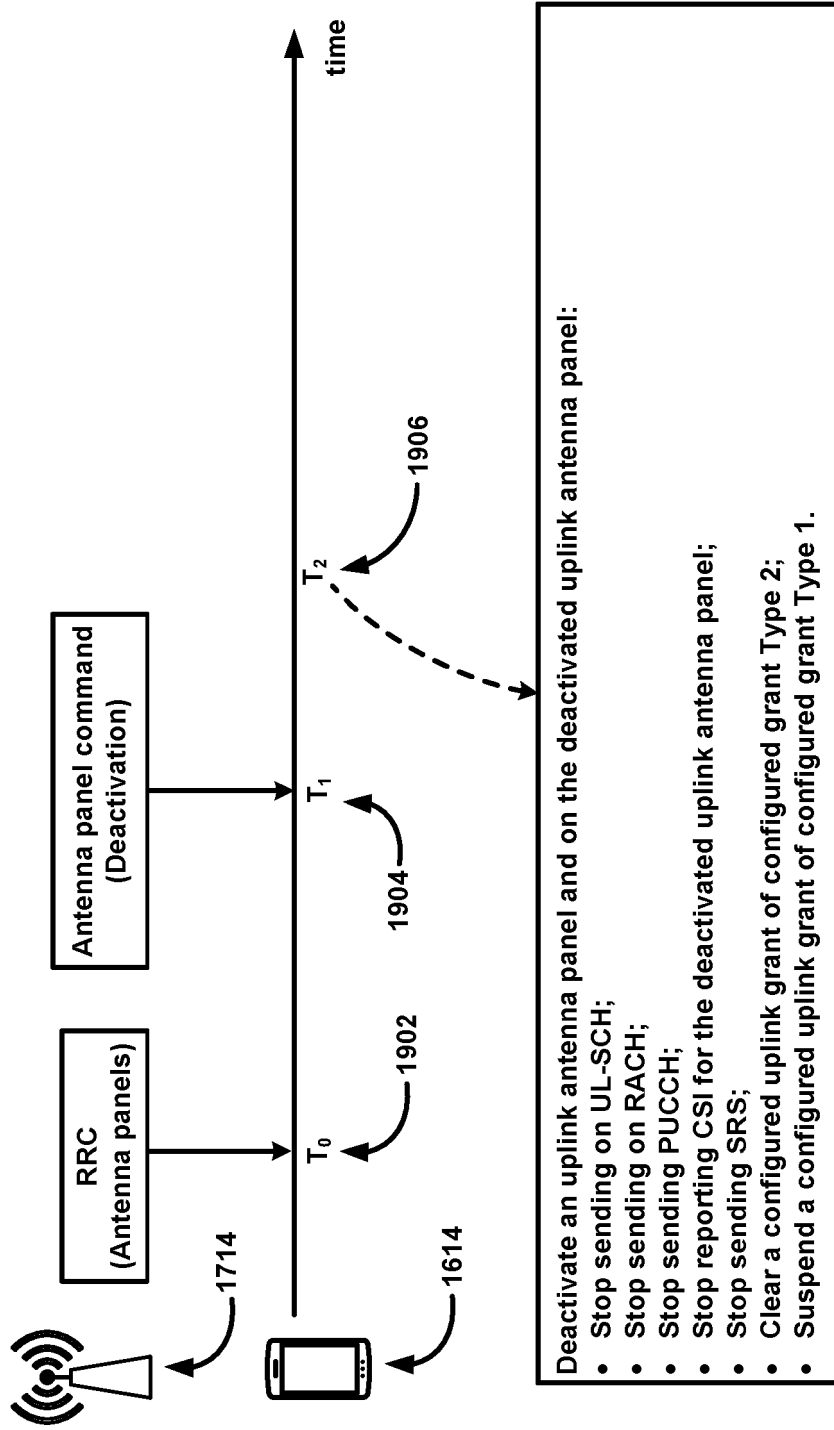 RRC
(Antenna panels)
Antenna panel command
(Deactivation)
1714
1614
T0
1902
T1
1904
T2
1906
time
Deactivate an uplink antenna panel and on the deactivated uplink antenna panel:
• Stop sending on UL-SCH;
• Stop sending on RACH;
• Stop sending PUCCH;
• Stop reporting CSI for the deactivated uplink antenna panel;
• Stop sending SRS;
• Clear a configured uplink grant of configured grant Type 2;
• Suspend a configured uplink grant of configured grant Type 1.